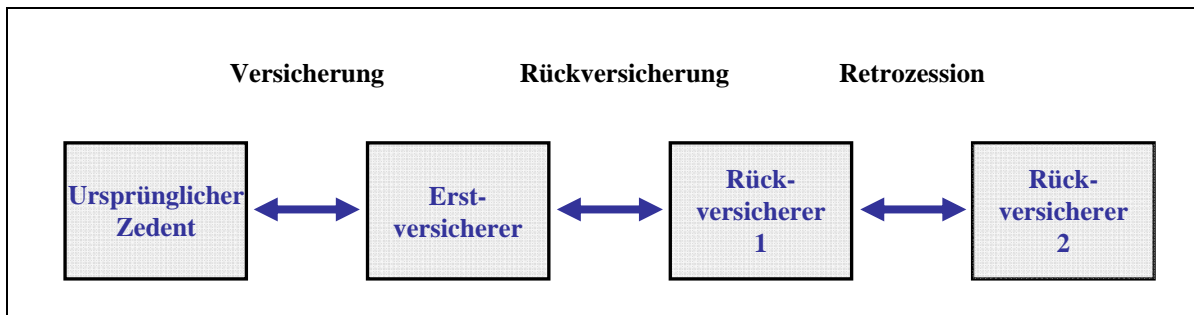 Versicherung Rückversicherung Retrozession
Ursprünglicher
Zedent
Erst-
versicherer
Rück-
versicherer
1
Rück-
versicherer
2